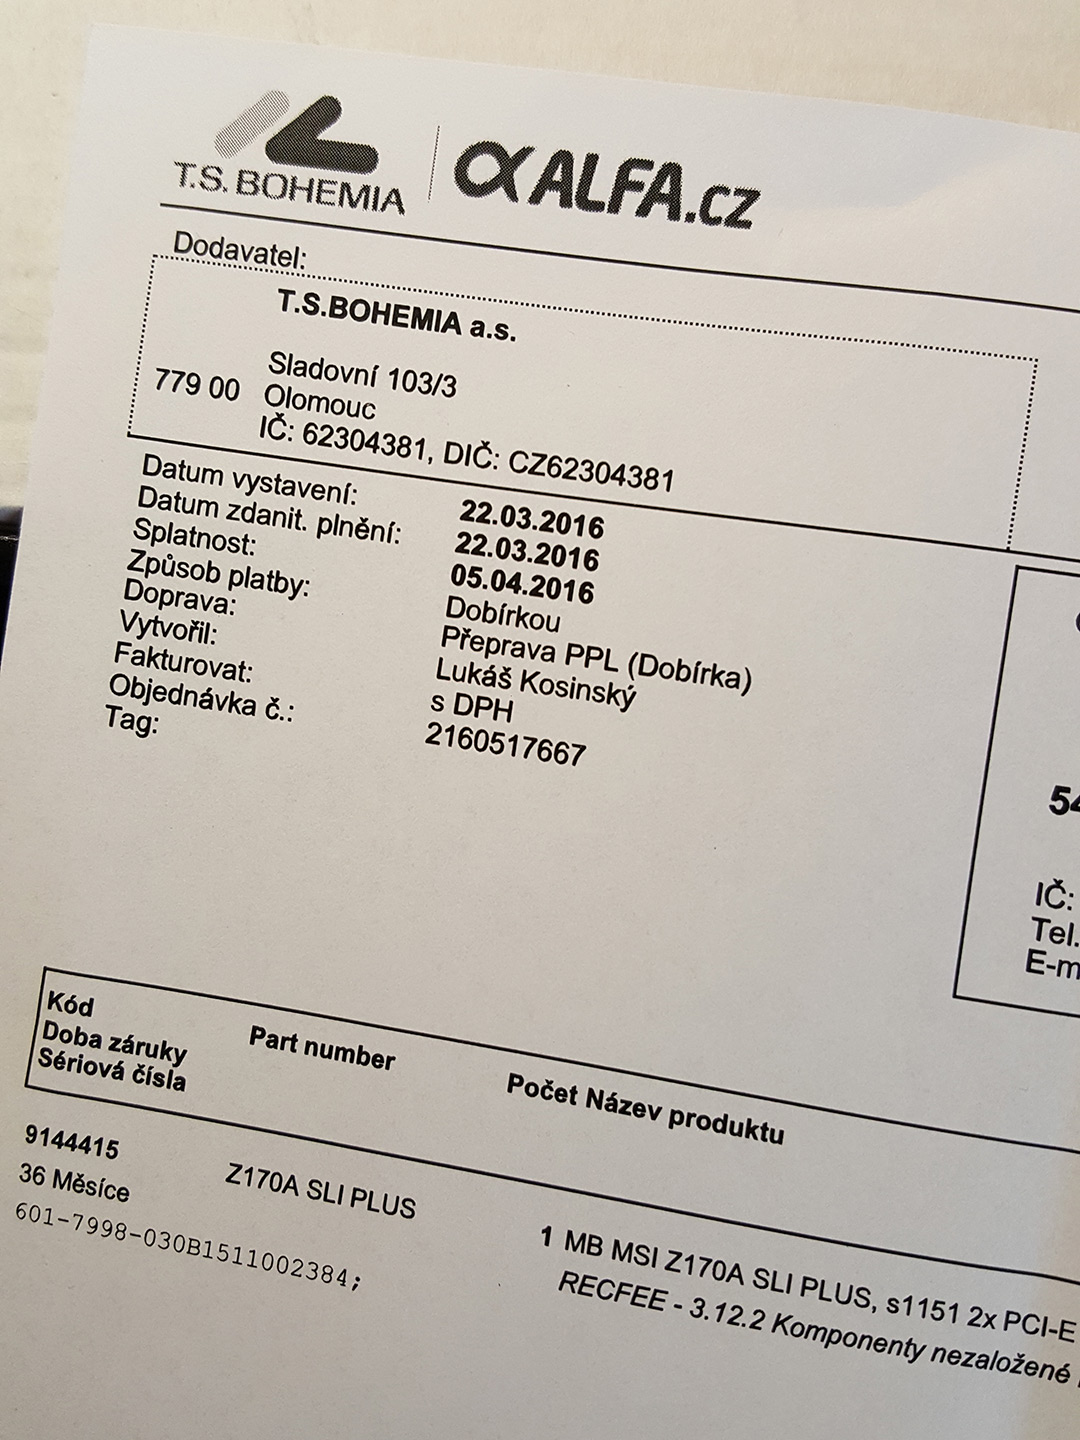 T.S. BOHEMIA
αALFA.cz
Dodavatel:
T.S.BOHEMIA a.s.
Sladovní 103/3
779 00 Olomouc
IČ: 62304381, DIČ: CZ62304381
Datum vystavení: 22.03.2016
Datum zdanit. plnění: 22.03.2016
Splatnost: 05.04.2016
Způsob platby: Dobírkou
Doprava: Přeprava PPL (Dobírka)
Vytvořil: Lukáš Kosinský
Fakturovat: s DPH
Objednávka č.: 2160517667
Tag:
54
IČ:
Tel.
E-m
Kód
Doba záruky
Sériová čísla
Part number
Počet Název produktu
9144415
36 Měsíce
601-7998-030B1511002384;
Z170A SLI PLUS
1 MB MSI Z170A SLI PLUS, s1151 2x PCI-E
RECFEE - 3.12.2 Komponenty nezaložené